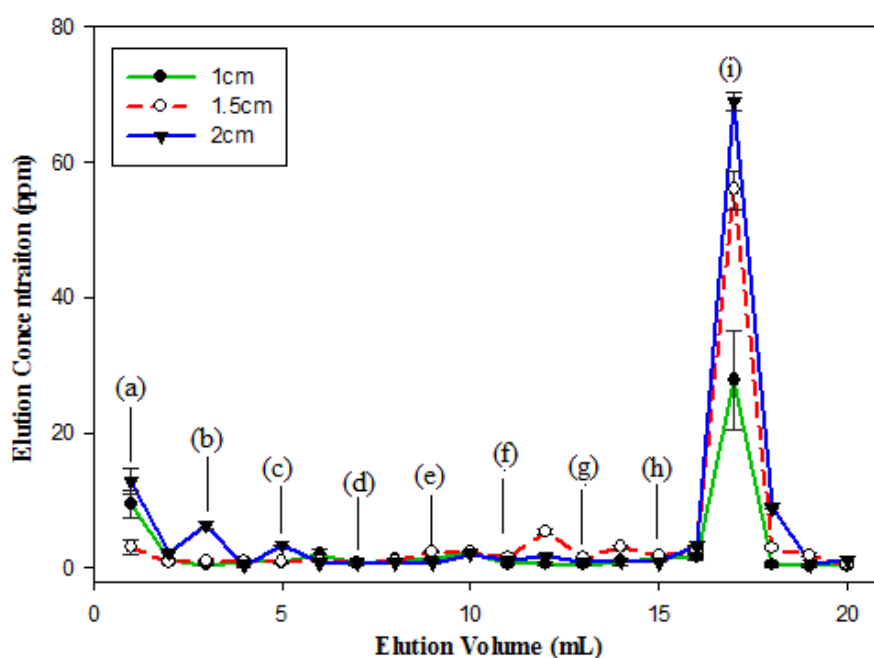 80
60
40
20
0
0 5 10 15 20
Elution Conce ntraiton (ppm)
Elution Volume (mL)
1cm
1.5cm
2cm
(a)
(b)
(c)
(d)
(e)
(f)
(g)
(h)
(i)